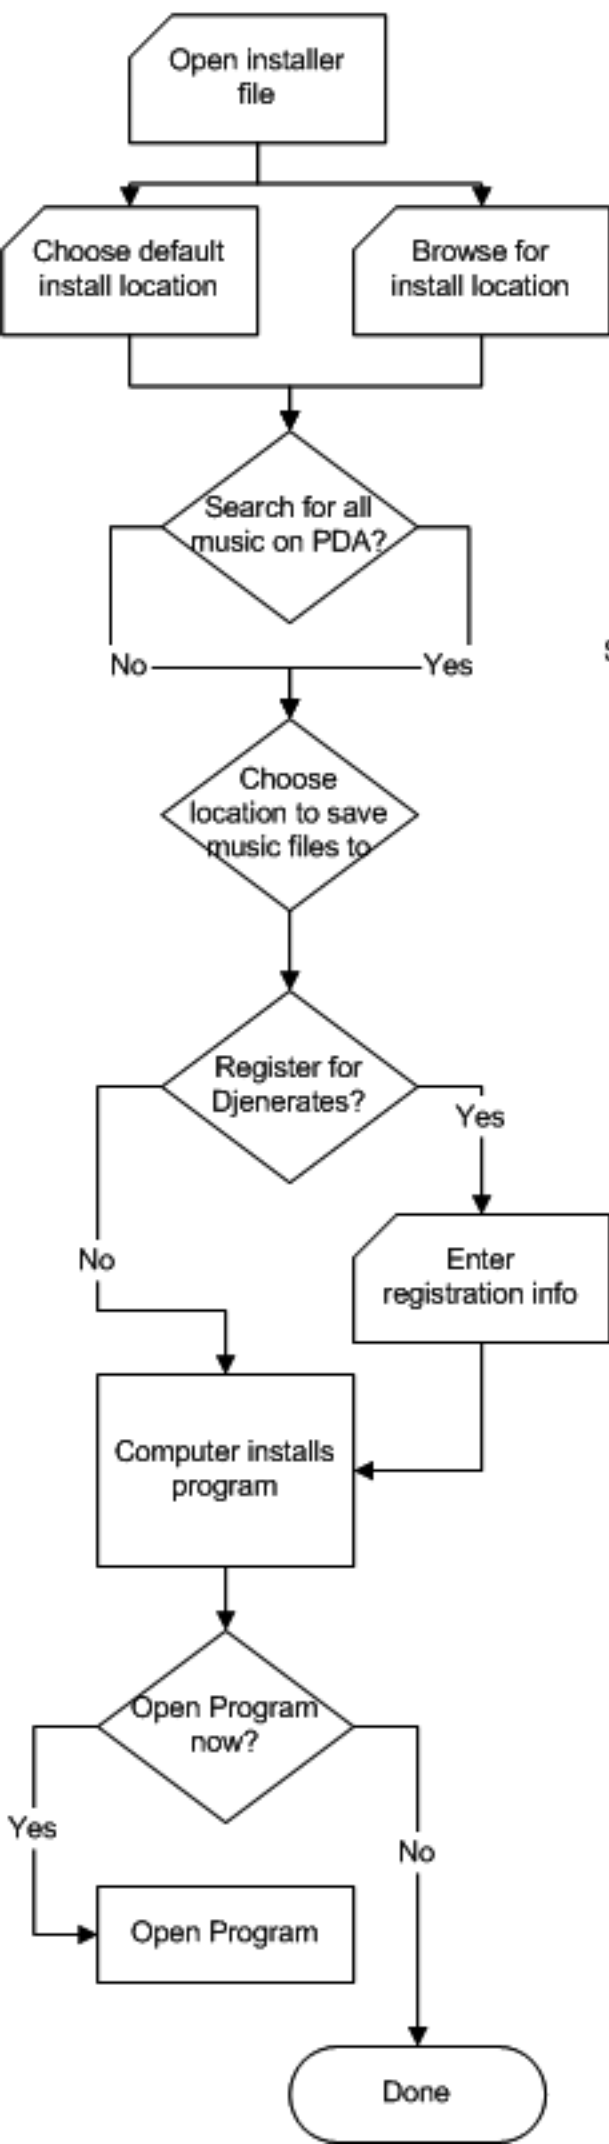 Open installer
file
Choose default
install location
Browse for
install location
Search for all
music on PDA?
No
Yes
Choose
location to save
music files to
Register for
Djenerates?
Yes
No
Enter
registration info
Computer installs
program
Open Program
now?
Yes
No
Open Program
Done